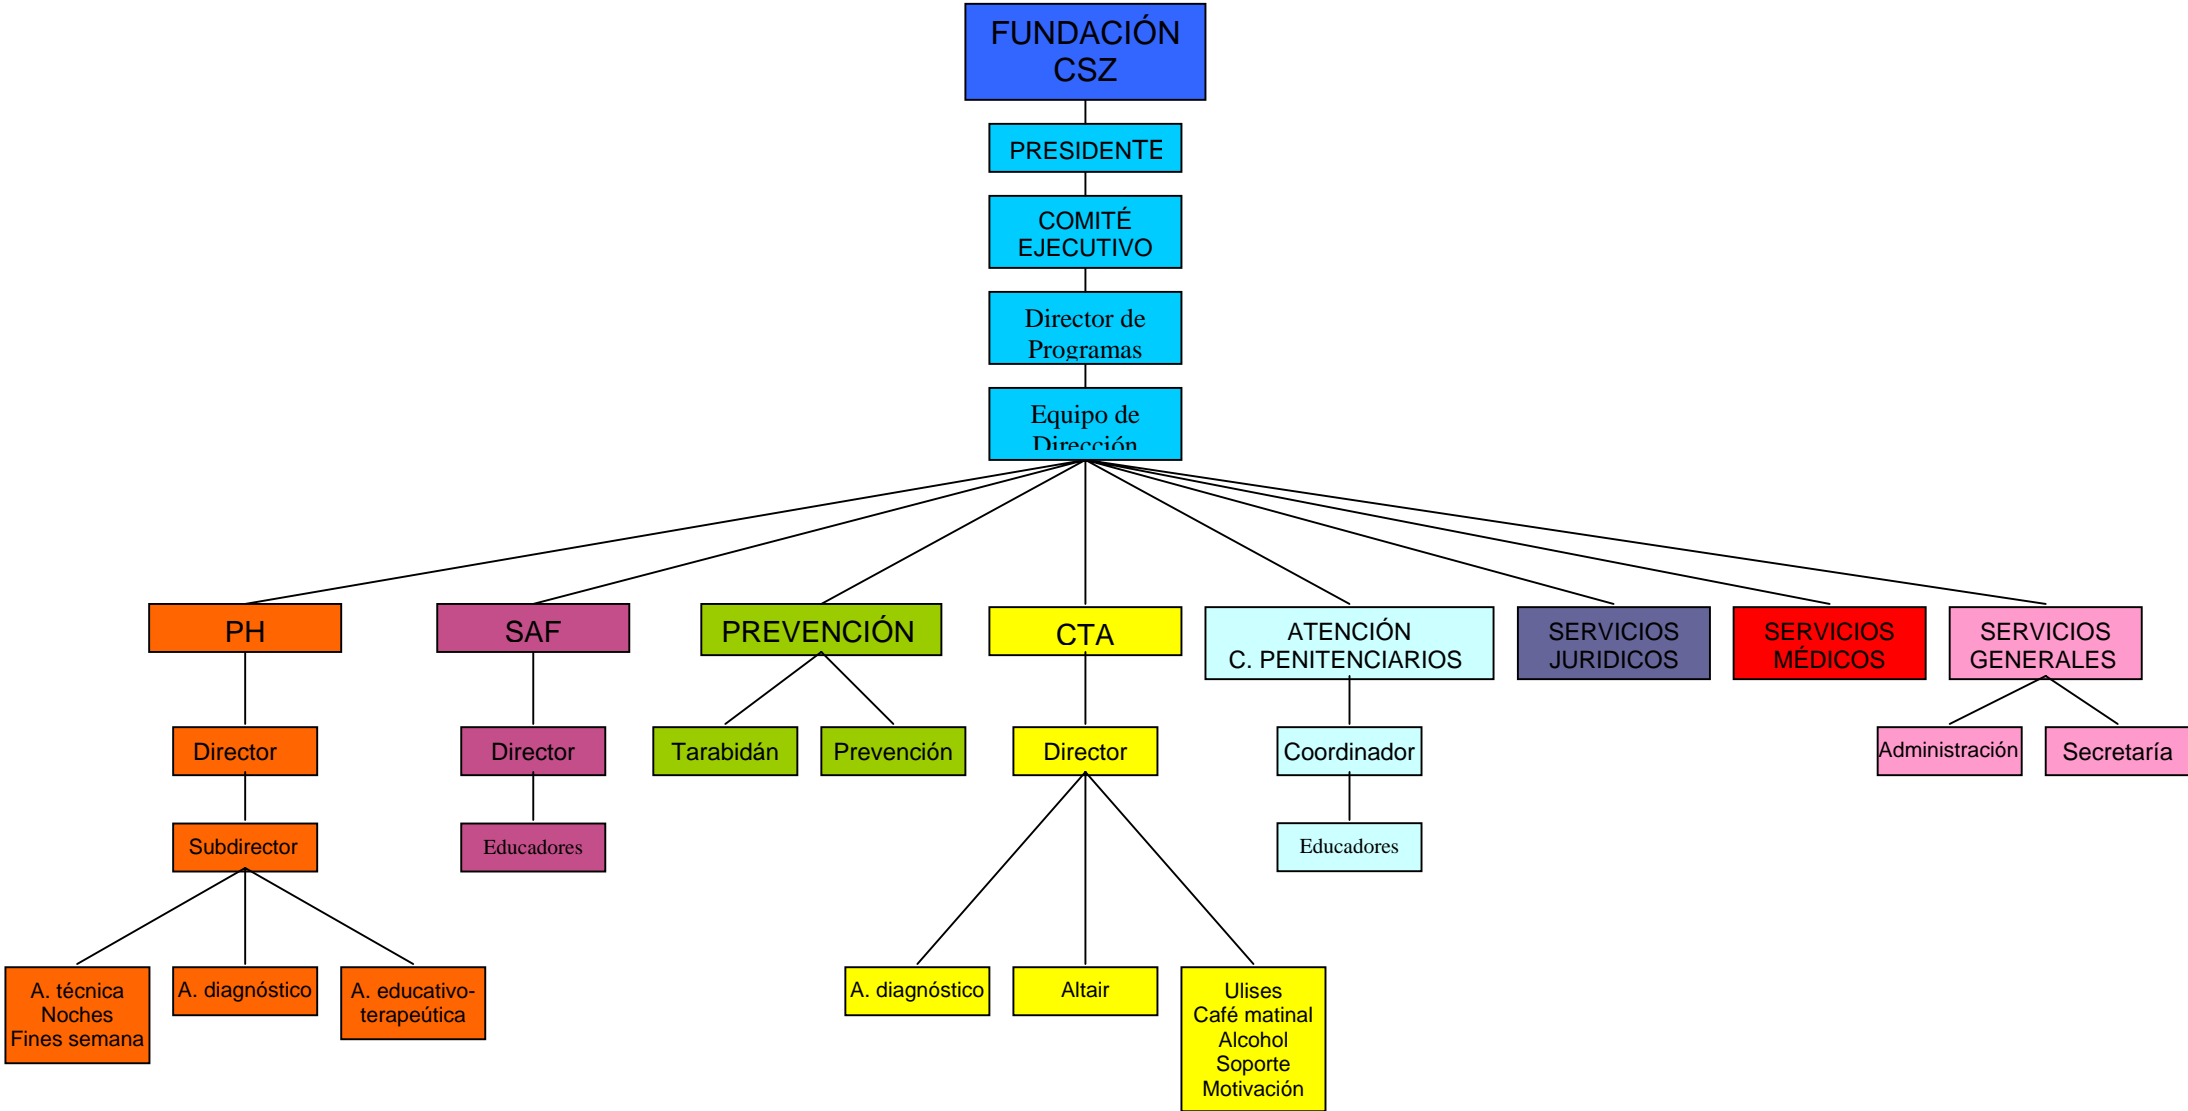 FUNDACIÓN
CSZ
PRESIDENTE
COMITÉ
EJECUTIVO
Director de
Programas
Equipo de
Dirección
PH
SAF
PREVENCIÓN
CTA
ATENCIÓN
C. PENITENCIARIOS
SERVICIOS
JURIDICOS
SERVICIOS
MÉDICOS
SERVICIOS
GENERALES
Director
Director
Tarabidán
Prevención
Director
Coordinador
Administración
Secretaría
Subdirector
Educadores
Educadores
A. técnica
Noches
Fines semana
A. diagnóstico
A. educativo-
terapeútica
A. diagnóstico
Altair
Ulises
Café matinal
Alcohol
Soporte
Motivación